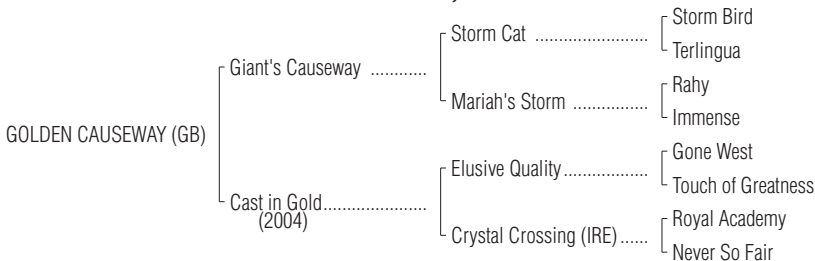 Storm Bird
Storm Cat ........................
Terlingua
Giant's Causeway ............
Rahy
Mariah's Storm ................
Immense
GOLDEN CAUSEWAY (GB)
Gone West
Elusive Quality..................
Touch of Greatness
Cast in Gold......................
(2004)
Royal Academy
Crystal Crossing (IRE)......
Never So Fair